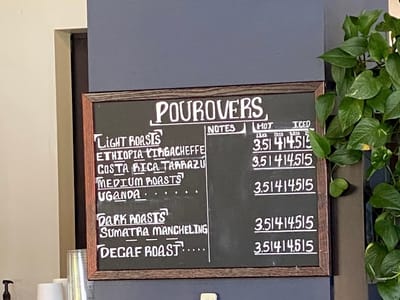 POUROVERS
NOTES HOT ICED
LIGHT ROASTS
ETHIOPIA YIRGACHEFFE 3.5|4|4.5|5
COSTA RICA TARRAZU 3.5|4|4.5|5
MEDIUM ROASTS
UGANDA ....... 3.5|4|4.5|5
DARK ROASTS
SUMATRA MANCHELING 3.5|4|4.5|5
DECAF ROAST ..... 3.5|4|4.5|5